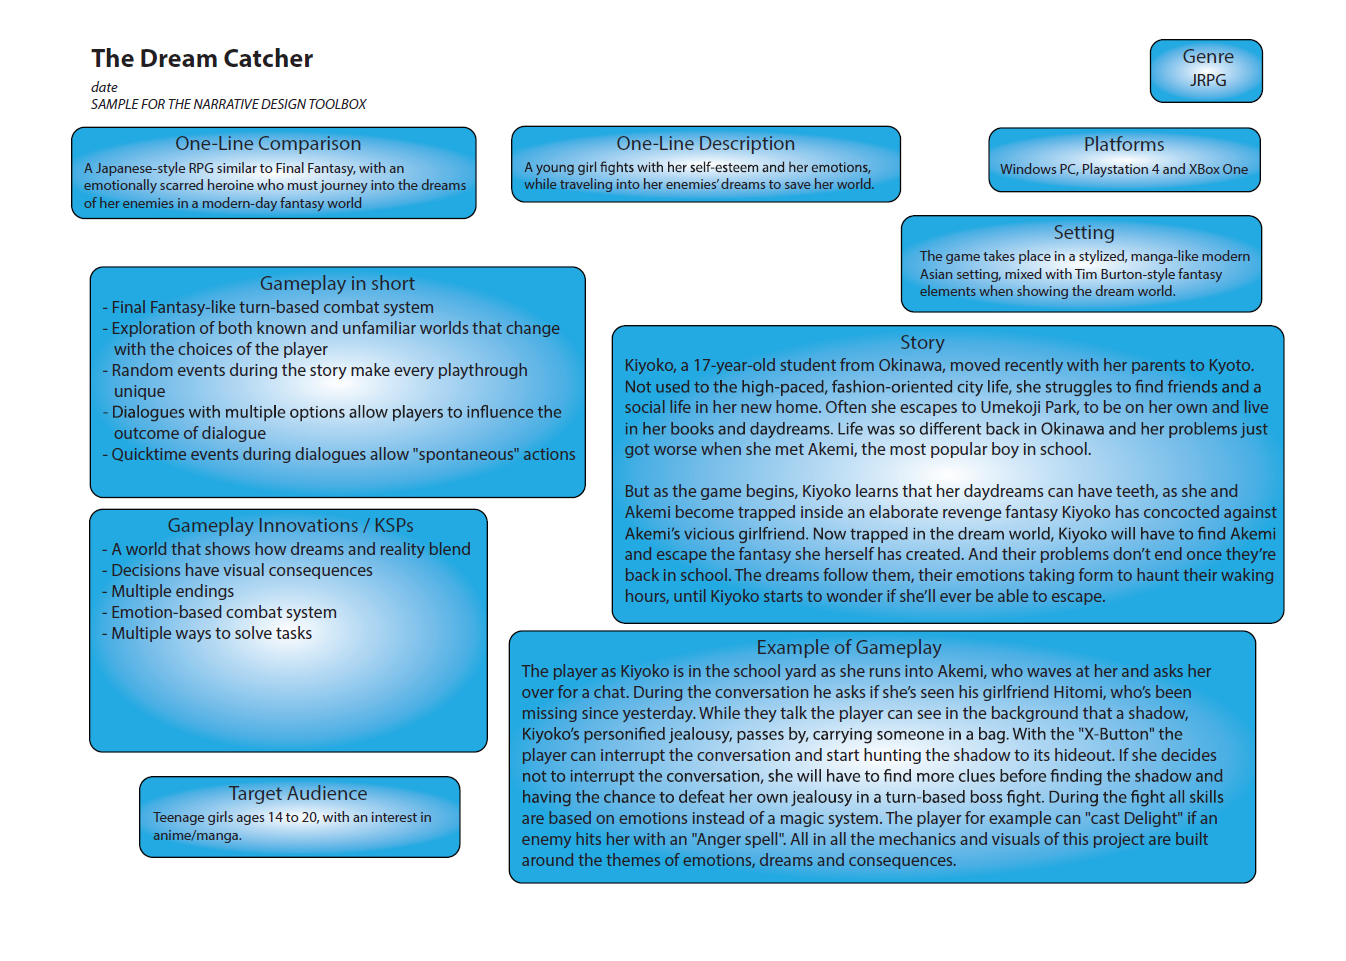 The Dream Catcher
date
SAMPLE FOR THE NARRATIVE DESIGN TOOLBOX
Genre
JRPG
One-Line Comparison
A Japanese-style RPG similar to Final Fantasy, with an
emotionally scarred heroine who must journey into the dreams
of her enemies in a modern-day fantasy world
One-Line Description
A young girl fights with her self-esteem and her emotions,
while traveling into her enemies' dreams to save her world.
Platforms
Windows PC, Playstation 4 and XBox One
Setting
The game takes place in a stylized, manga-like modern
Asian setting, mixed with Tim Burton-style fantasy
elements when showing the dream world.
Gameplay in short
- Final Fantasy-like turn-based combat system
- Exploration of both known and unfamiliar worlds that change
with the choices of the player
- Random events during the story make every playthrough
unique
- Dialogues with multiple options allow players to influence the
outcome of dialogue
- Quicktime events during dialogues allow "spontaneous" actions
Story
Kiyoko, a 17-year-old student from Okinawa, moved recently with her parents to Kyoto.
Not used to the high-paced, fashion-oriented city life, she struggles to find friends and a
social life in her new home. Often she escapes to Umekoji Park, to be on her own and live
in her books and daydreams. Life was so different back in Okinawa and her problems just
got worse when she met Akemi, the most popular boy in school.
But as the game begins, Kiyoko learns that her daydreams can have teeth, as she and
Akemi become trapped inside an elaborate revenge fantasy Kiyoko has concocted against
Akemi's vicious girlfriend. Now trapped in the dream world, Kiyoko will have to find Akemi
and escape the fantasy she herself has created. And their problems don't end once they're
back in school. The dreams follow them, their emotions taking form to haunt their waking
hours, until Kiyoko starts to wonder if she'll ever be able to escape.
Gameplay Innovations / KSPs
- A world that shows how dreams and reality blend
- Decisions have visual consequences
- Multiple endings
- Emotion-based combat system
- Multiple ways to solve tasks
Example of Gameplay
The player as Kiyoko is in the school yard as she runs into Akemi, who waves at her and asks her
over for a chat. During the conversation he asks if she's seen his girlfriend Hitomi, who's been
missing since yesterday. While they talk the player can see in the background that a shadow,
Kiyoko's personified jealousy, passes by, carrying someone in a bag. With the "X-Button" the
player can interrupt the conversation and start hunting the shadow to its hideout. If she decides
not to interrupt the conversation, she will have to find more clues before finding the shadow and
having the chance to defeat her own jealousy in a turn-based boss fight. During the fight all skills
are based on emotions instead of a magic system. The player for example can "cast Delight" if an
enemy hits her with an "Anger spell". All in all the mechanics and visuals of this project are built
around the themes of emotions, dreams and consequences.
Target Audience
Teenage girls ages 14 to 20, with an interest in
anime/manga.